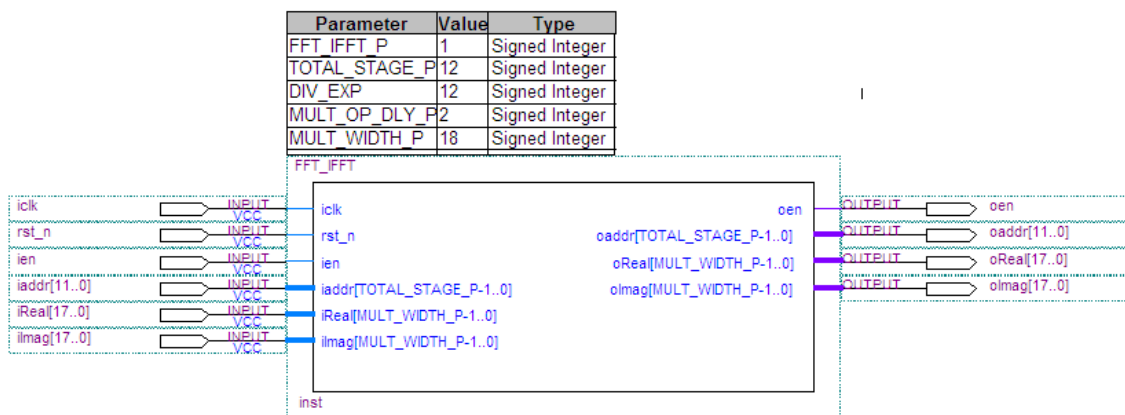 Parameter Value Type
FFT_IFFT_P 1 Signed Integer
TOTAL_STAGE_P 12 Signed Integer
DIV_EXP 12 Signed Integer
MULT_OP_DLY_P 2 Signed Integer
MULT_WIDTH_P 18 Signed Integer
FFT_IFFT
iclk INPUT VCC iclk oen OUTPUT oen
rst_n INPUT VCC rst_n oaddr[TOTAL_STAGE_P-1..0] OUTPUT oaddr[11..0]
ien INPUT VCC ien oReal[MULT_WIDTH_P-1..0] OUTPUT oReal[17..0]
iaddr[11..0] INPUT VCC iaddr[TOTAL_STAGE_P-1..0] oImag[MULT_WIDTH_P-1..0] OUTPUT oImag[17..0]
iReal[17..0] INPUT VCC iReal[MULT_WIDTH_P-1..0]
iImag[17..0] INPUT VCC iImag[MULT_WIDTH_P-1..0]
inst